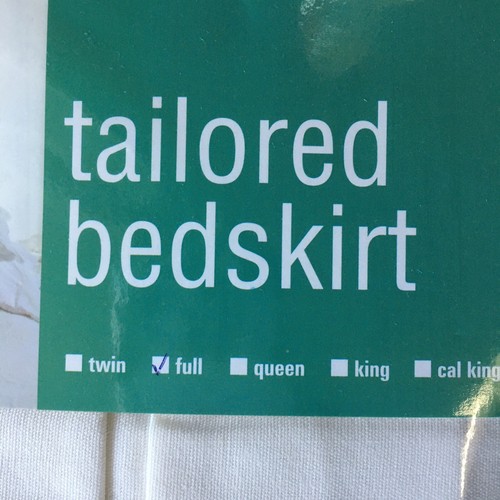 tailored
bedskirt
twin full queen king cal king